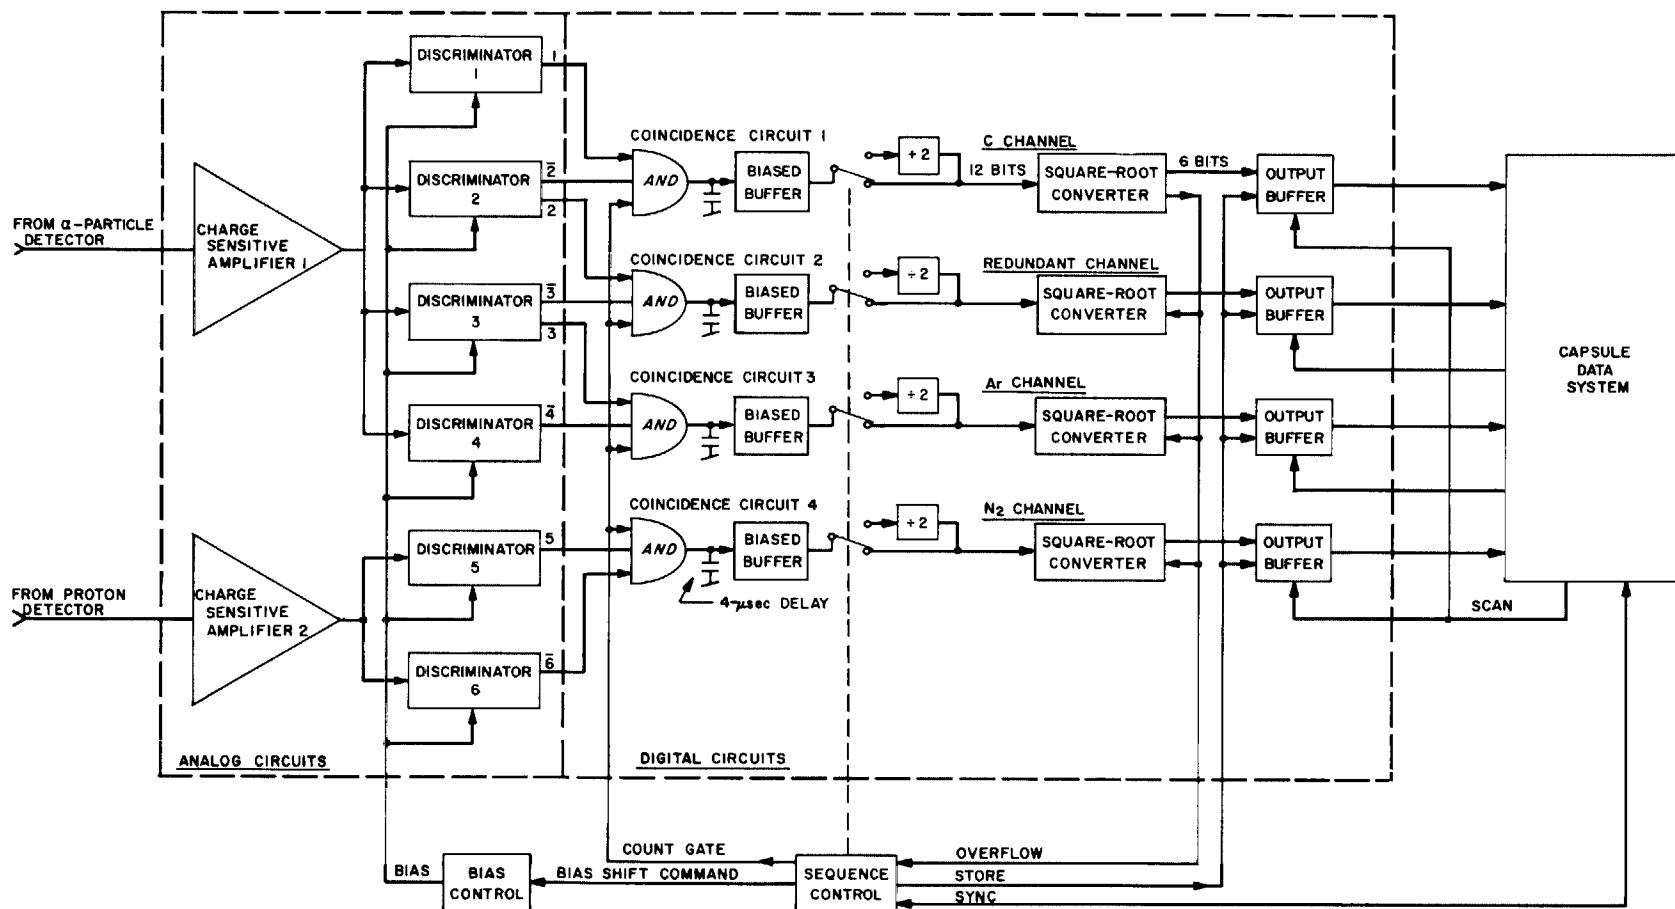 FROM α-PARTICLE
DETECTOR
CHARGE
SENSITIVE
AMPLIFIER 1
DISCRIMINATOR
1
1
DISCRIMINATOR
2
2̅
2
DISCRIMINATOR
3
3̅
3
DISCRIMINATOR
4
4̅
FROM PROTON
DETECTOR
CHARGE
SENSITIVE
AMPLIFIER 2
DISCRIMINATOR
5
5
DISCRIMINATOR
6
6̅
ANALOG CIRCUITS
COINCIDENCE CIRCUIT 1
AND
BIASED
BUFFER
÷2
C CHANNEL
12 BITS
SQUARE-ROOT
CONVERTER
6 BITS
OUTPUT
BUFFER
COINCIDENCE CIRCUIT 2
AND
BIASED
BUFFER
÷2
REDUNDANT CHANNEL
SQUARE-ROOT
CONVERTER
OUTPUT
BUFFER
COINCIDENCE CIRCUIT 3
AND
BIASED
BUFFER
÷2
Ar CHANNEL
SQUARE-ROOT
CONVERTER
OUTPUT
BUFFER
COINCIDENCE CIRCUIT 4
AND
BIASED
BUFFER
÷2
N2 CHANNEL
SQUARE-ROOT
CONVERTER
OUTPUT
BUFFER
4-μsec DELAY
SCAN
CAPSULE
DATA
SYSTEM
DIGITAL CIRCUITS
BIAS
BIAS
CONTROL
COUNT GATE
BIAS SHIFT COMMAND
SEQUENCE
CONTROL
OVERFLOW
STORE
SYNC